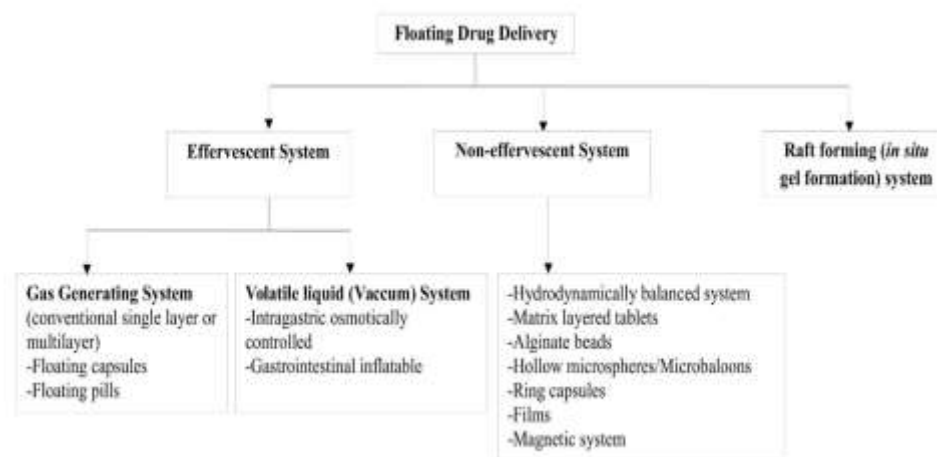 Floating Drug Delivery
Effervescent System
Non-effervescent System
Raft forming (in situ
gel formation) system
Gas Generating System
(conventional single layer or
multilayer)
-Floating capsules
-Floating pills
Volatile liquid (Vaccum) System
-Intragastric osmotically
controlled
-Gastrointestinal inflatable
-Hydrodynamically balanced system
-Matrix layered tablets
-Alginate beads
-Hollow microspheres/Microbaloons
-Ring capsules
-Films
-Magnetic system